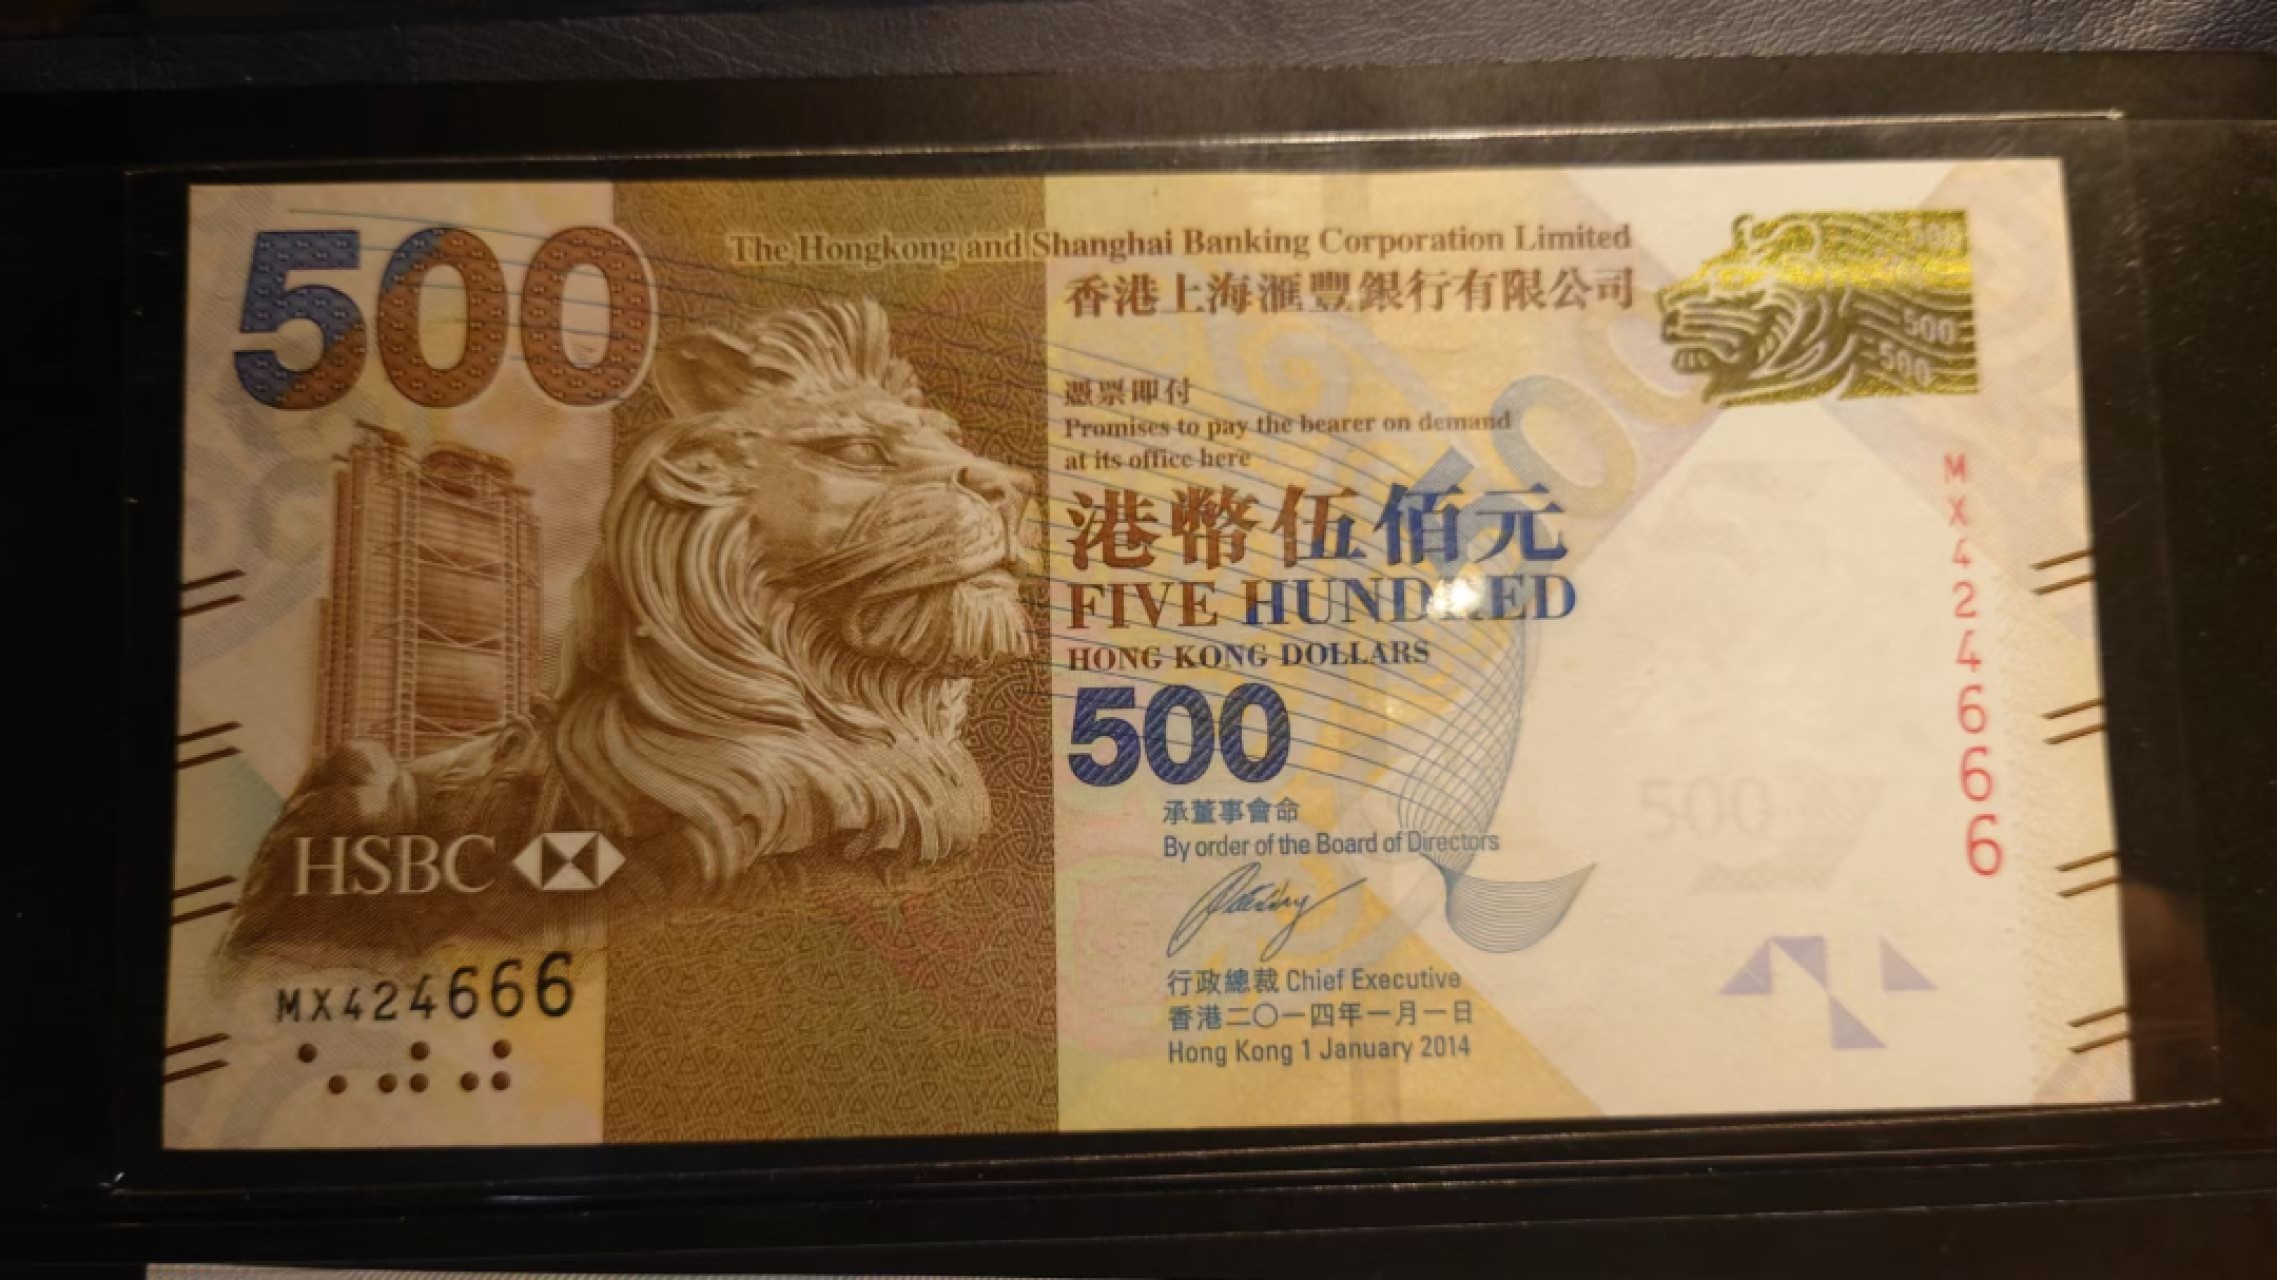 500
The Hongkong and Shanghai Banking Corporation Limited
香港上海滙豐銀行有限公司
500
500
500
憑票即付
Promises to pay the bearer on demand
at its office here
港幣伍佰元
FIVE HUNDRED
HONG KONG DOLLARS
500
承董事會命
By order of the Board of Directors
行政總裁 Chief Executive
香港二〇一四年一月一日
Hong Kong 1 January 2014
HSBC
MX424666
MX424666
500